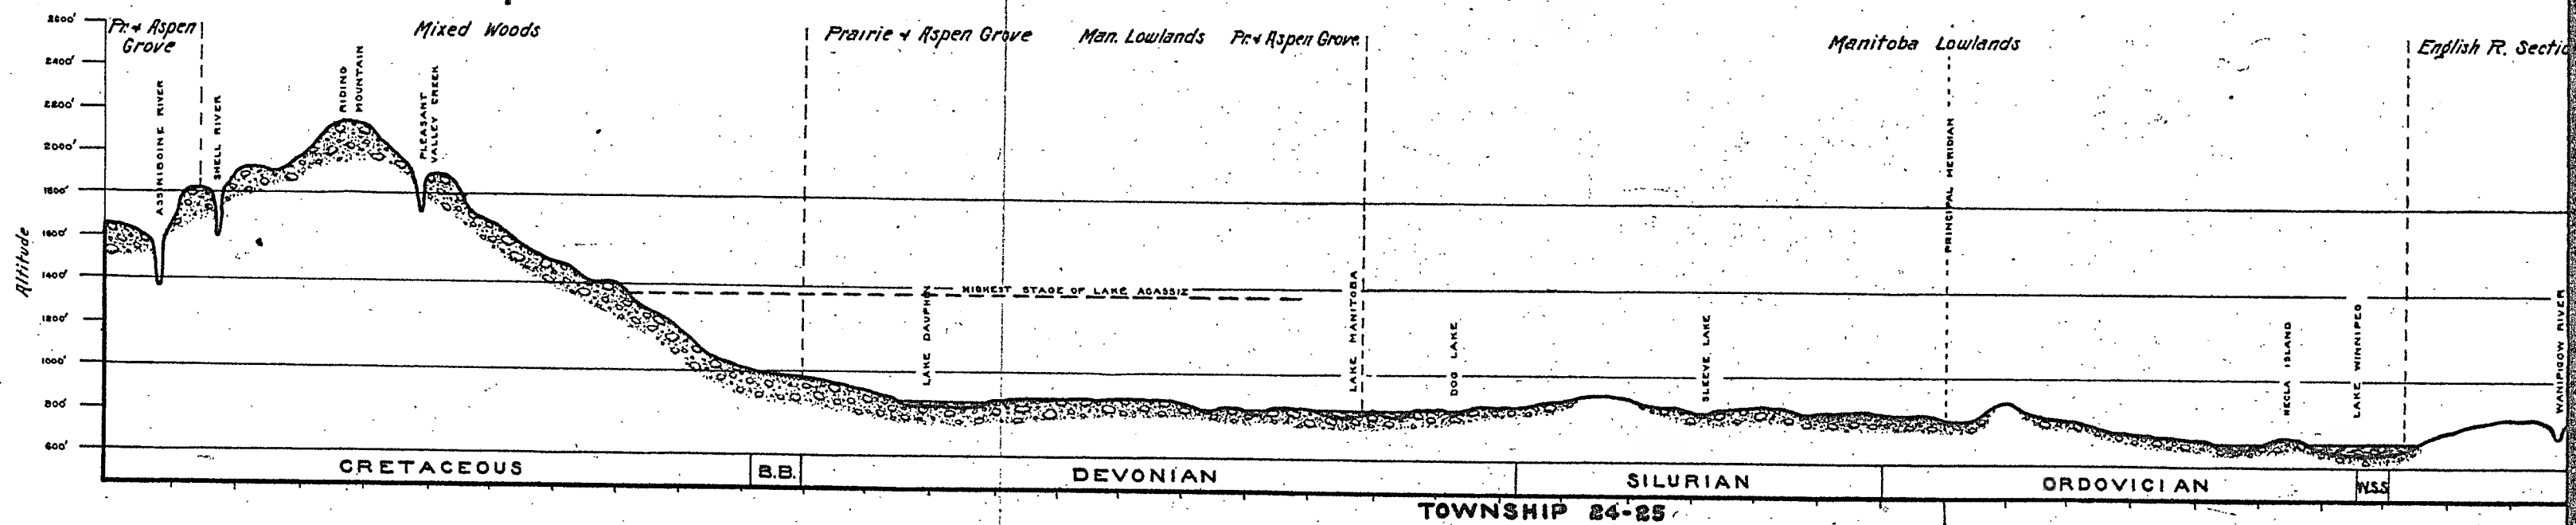 Pr. + Aspen
Grove
Mixed Woods
Prairie + Aspen Grove
Man. Lowlands
Pr. + Aspen Grove
Manitoba Lowlands
English R. Sectio
Altitude
2600'
2400'
2200'
2000'
1800'
1600'
1400'
1200'
1000'
800'
600'
ASSINIBOINE RIVER
SHELL RIVER
RIDING
MOUNTAIN
PLEASANT
VALLEY CREEK
HIGHEST STAGE OF LAKE AGASSIZ
LAKE DAUPHIN
LAKE MANITOBA
DOG LAKE
SLEEVE LAKE
PRINCIPAL MERIDIAN
HECLA ISLAND
LAKE WINNIPEG
WANIPIGOW RIVER
CRETACEOUS
B.B.
DEVONIAN
SILURIAN
ORDOVICIAN
W.S.S
TOWNSHIP 24-25